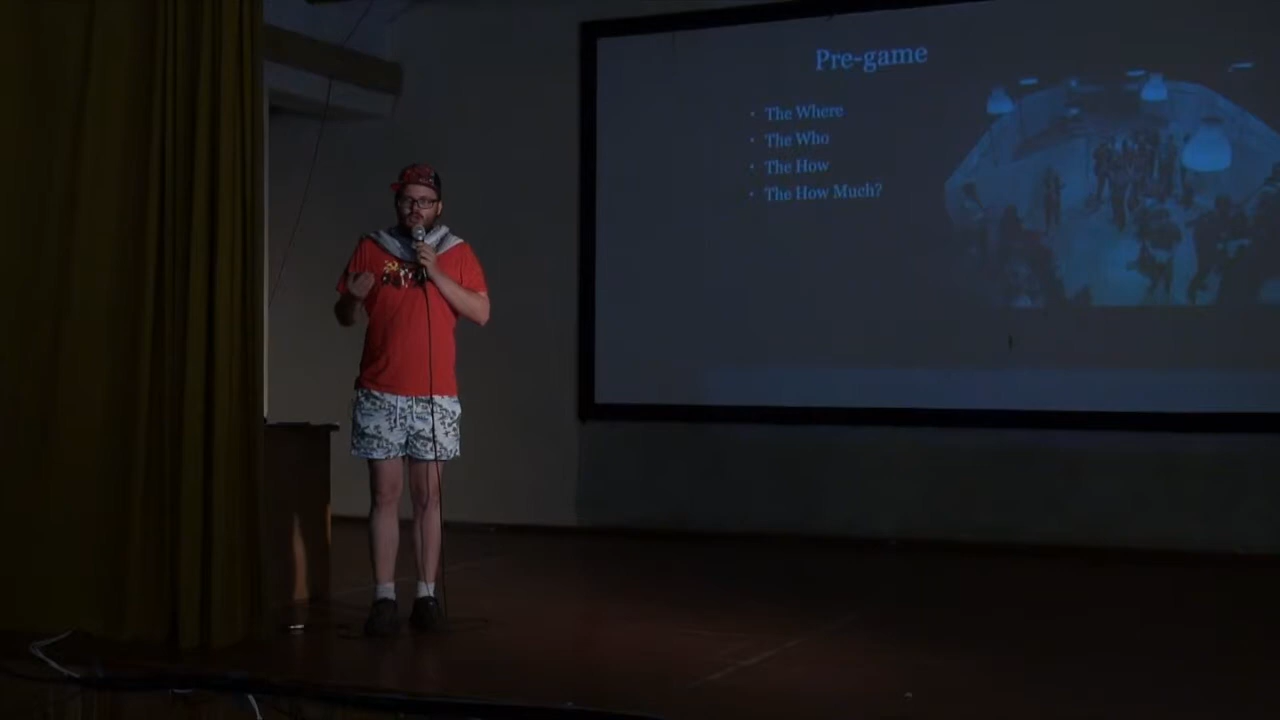 Pre-game
• The Where
• The Who
• The How
• The How Much?